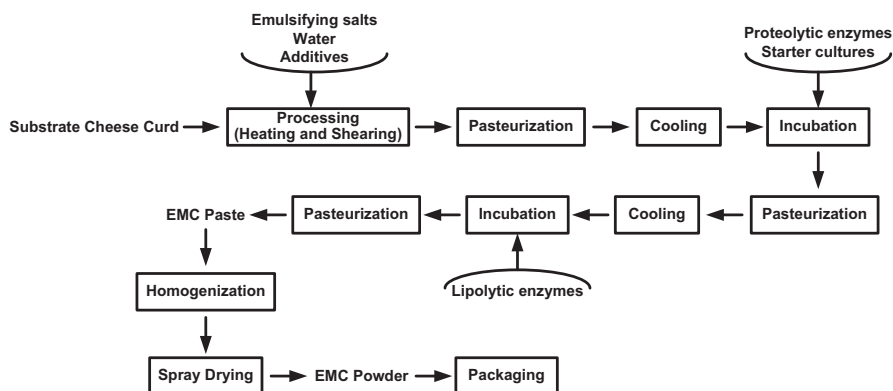 Emulsifying salts
Water
Additives
Proteolytic enzymes
Starter cultures
Substrate Cheese Curd
Processing
(Heating and Shearing)
Pasteurization
Cooling
Incubation
EMC Paste
Pasteurization
Incubation
Cooling
Pasteurization
Homogenization
Lipolytic enzymes
Spray Drying
EMC Powder
Packaging